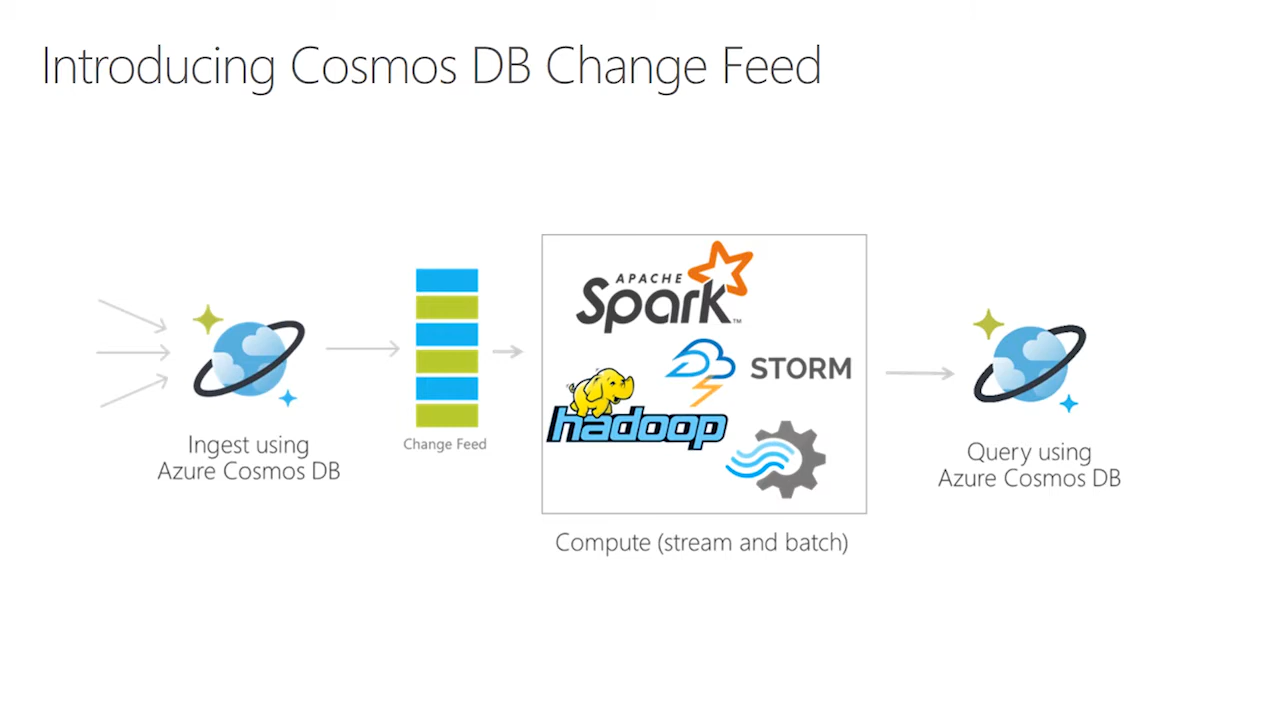 Introducing Cosmos DB Change Feed
Ingest using
Azure Cosmos DB
Change Feed
APACHE
Spark™
STORM
hadoop
Compute (stream and batch)
Query using
Azure Cosmos DB